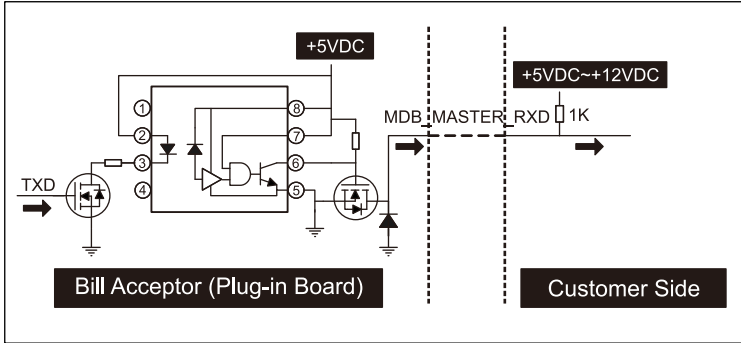 +5VDC
+5VDC~+12VDC
1
8
MDB_MASTER_RXD
1K
2
7
3
6
TXD
4
5
Bill Acceptor (Plug-in Board)
Customer Side